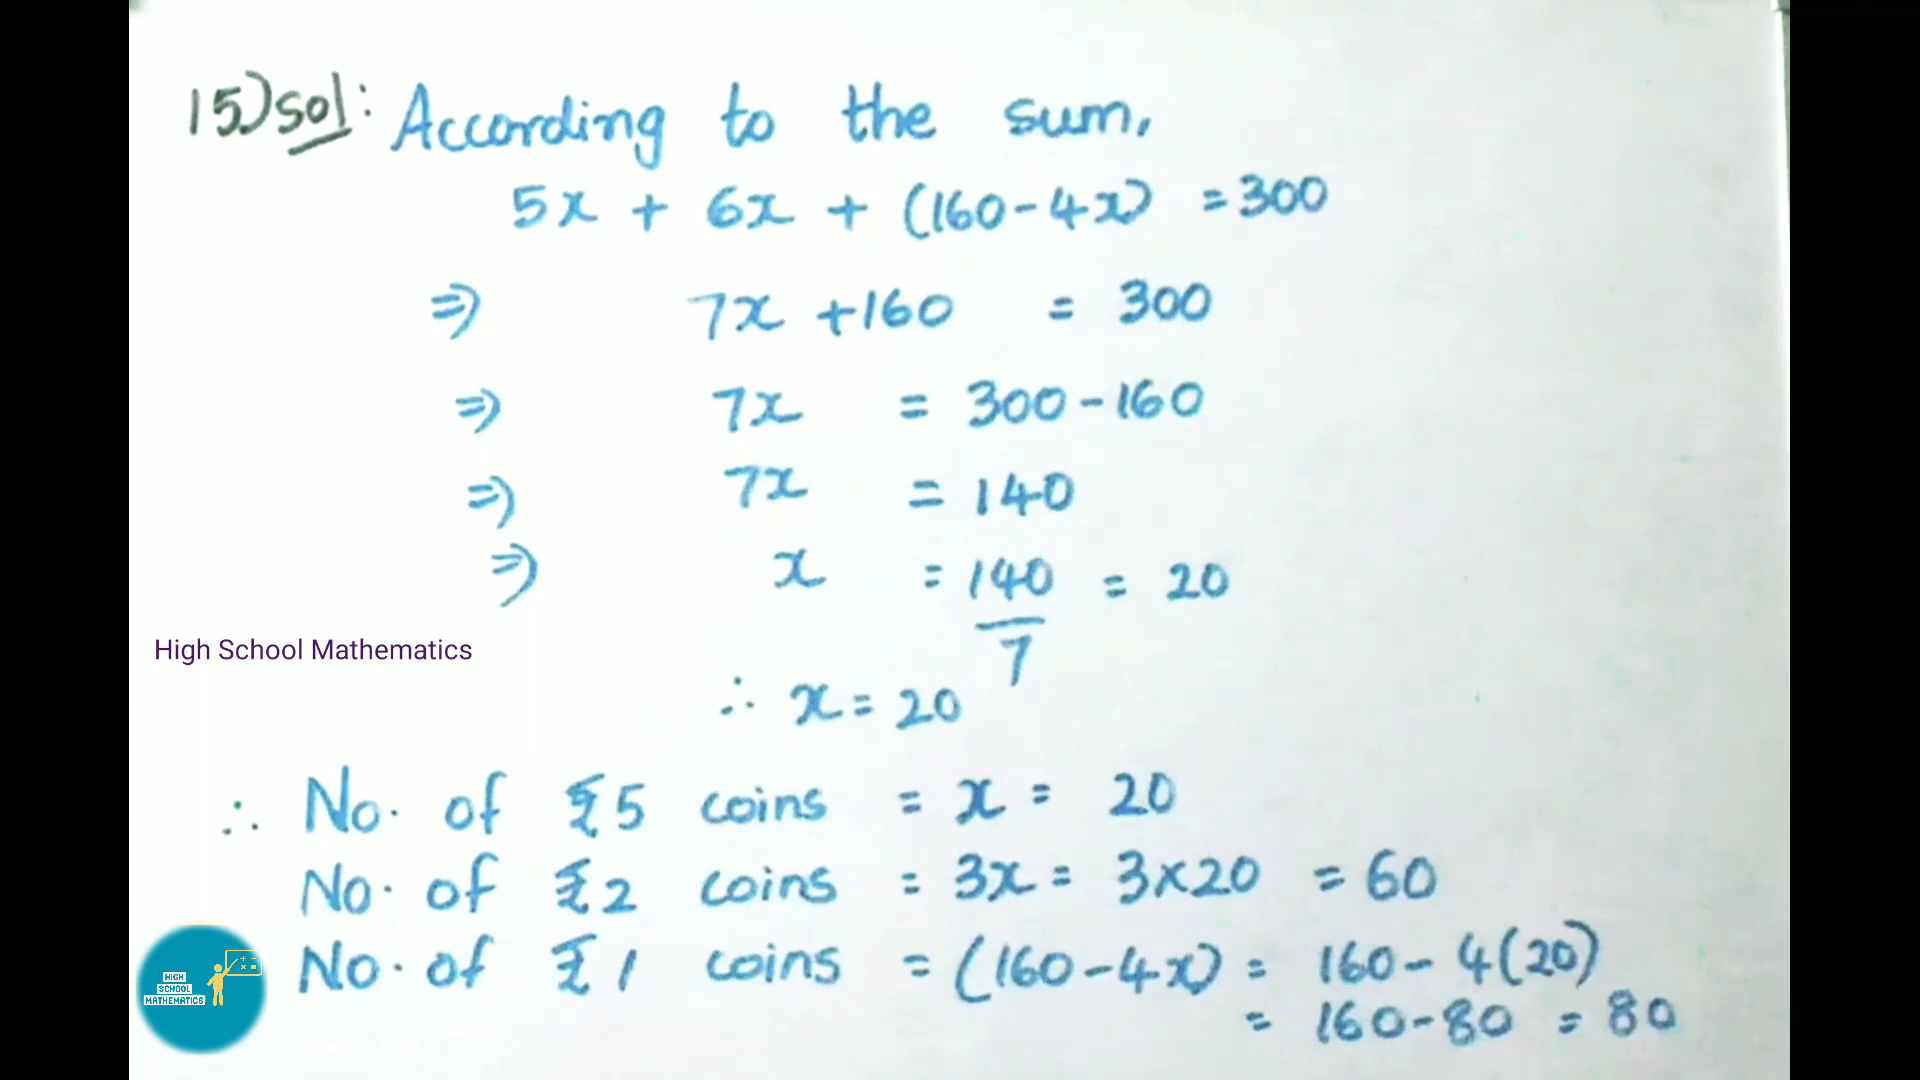 15) Sol: According to the sum,
5x + 6x + (160-4x) = 300
⇒ 7x +160 = 300
⇒ 7x = 300-160
⇒ 7x = 140
⇒ x = 140/7 = 20
High School Mathematics
∴ x = 20
∴ No. of ₹5 coins = x = 20
No. of ₹2 coins = 3x = 3×20 = 60
No. of ₹1 coins = (160-4x) = 160- 4(20)
= 160-80 = 80
HIGH
SCHOOL
MATHEMATICS